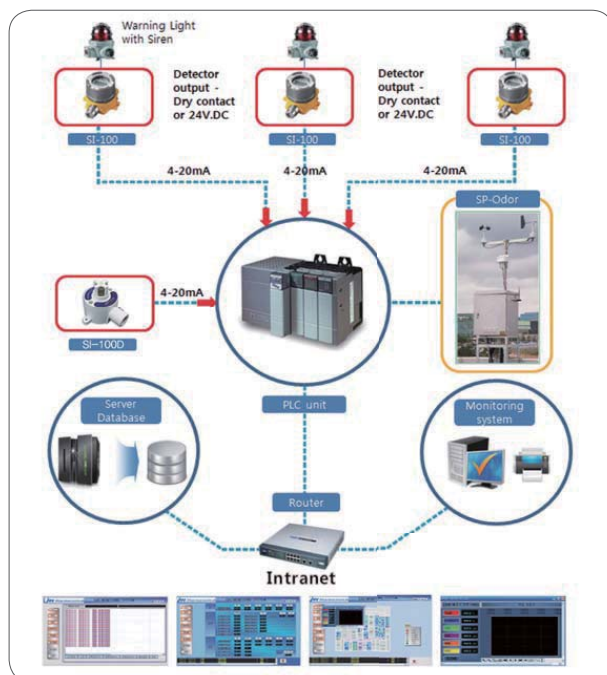 Warning Light
with Siren
Detector
output -
Dry contact
or 24V.DC
Detector
output -
Dry contact
or 24V.DC
SI-100
SI-100
SI-100
4-20mA
4-20mA
4-20mA
SP-Odor
4-20mA
SI-100D
Server
Database
PLC unit
Monitoring
system
Router
Intranet